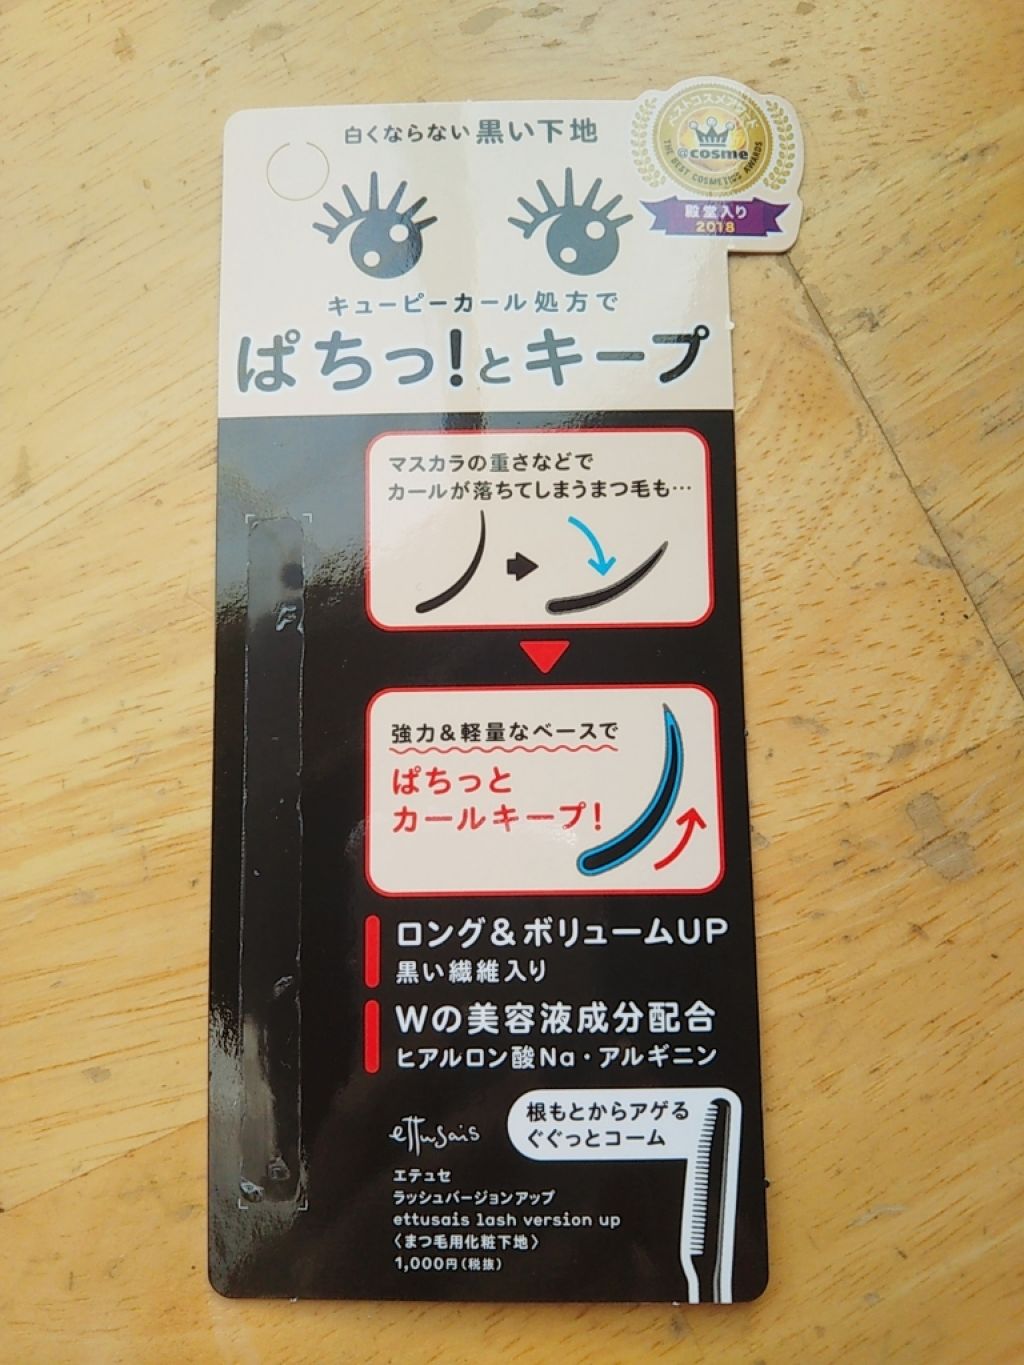 白くならない黒い下地
ベストコスメアワード
@cosme
THE BEST COSMETICS AWARDS
殿堂入り
2018
キューピーカール処方で
ぱちっ!とキープ
マスカラの重さなどで
カールが落ちてしまうまつ毛も…
強力&軽量なベースで
ぱちっと
カールキープ!
ロング&ボリュームUP
黒い繊維入り
Wの美容液成分配合
ヒアルロン酸Na・アルギニン
根もとからアゲる
ぐぐっとコーム
ettusais
エテュセ
ラッシュバージョンアップ
ettusais lash version up
〈まつ毛用化粧下地〉
1,000円(税抜)